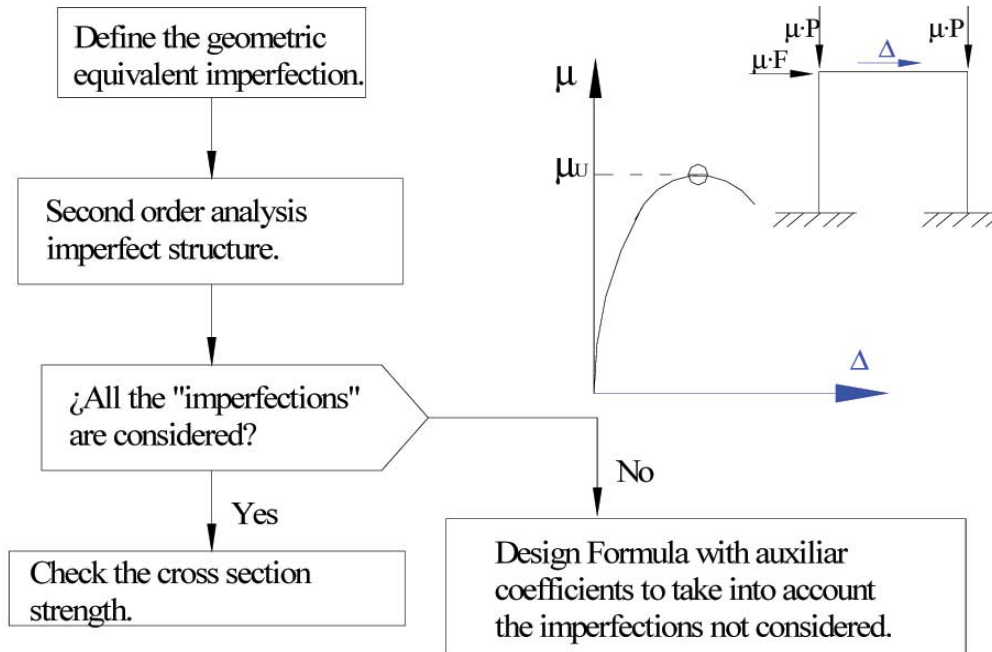 Define the geometric
equivalent imperfection.
Second order analysis
imperfect structure.
¿All the "imperfections"
are considered?
Yes
Check the cross section
strength.
No
Design Formula with auxiliar
coefficients to take into account
the imperfections not considered.
μ
μU
Δ
μ·P
μ·P
μ·F
Δ